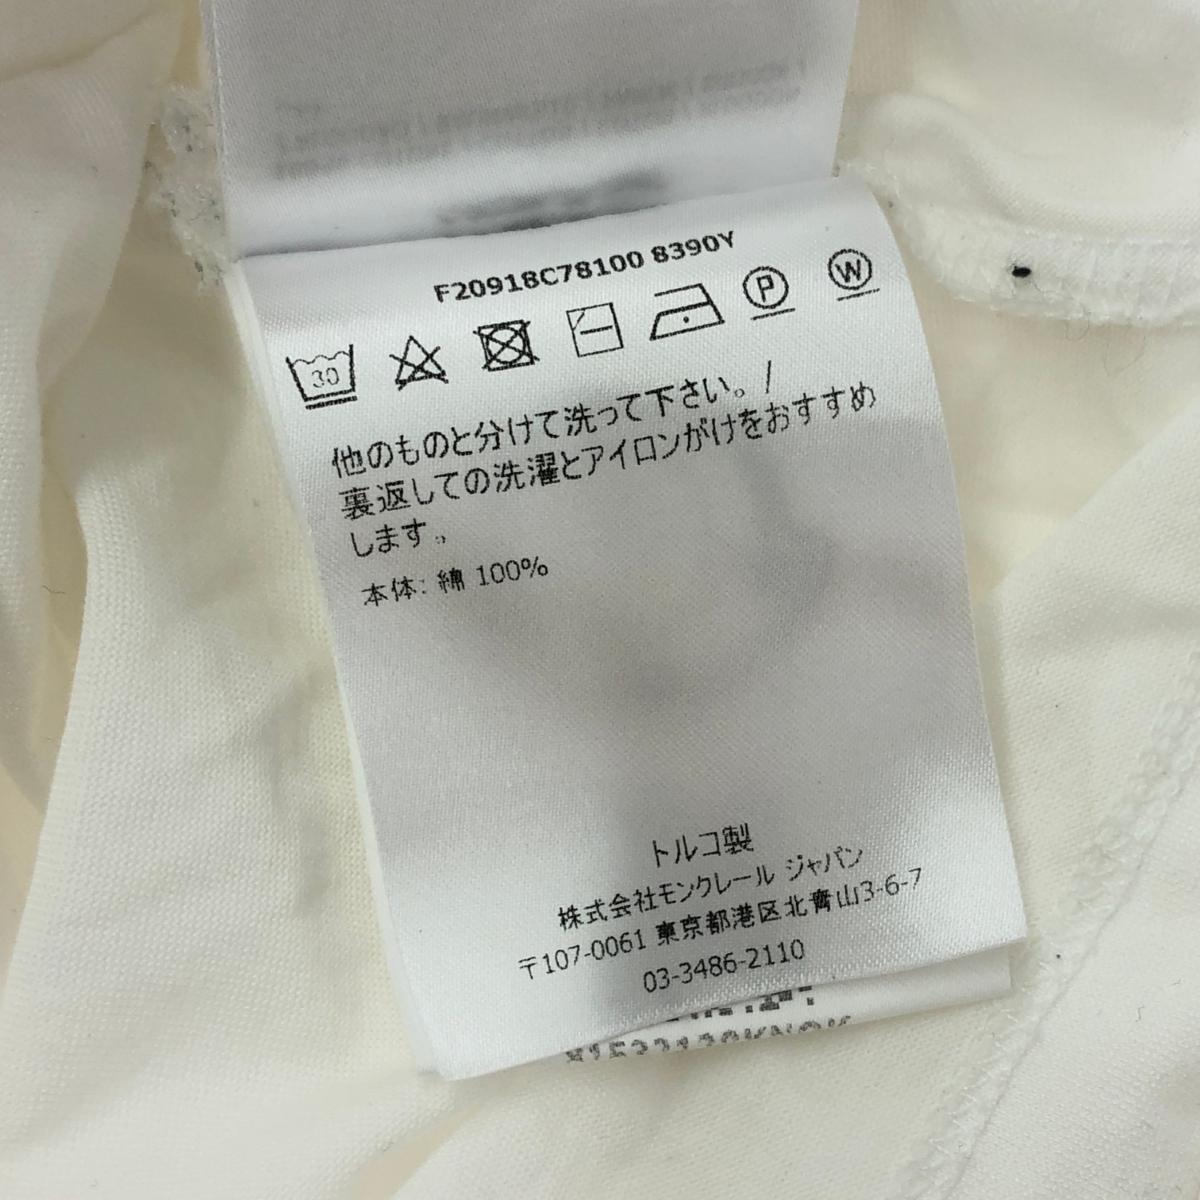 F20918C78100 8390Y
30 P W
他のものと分けて洗って下さい。/
裏返しての洗濯とアイロンがけをおすすめ
します。
本体: 綿 100%
トルコ製
株式会社モンクレール ジャパン
〒107-0061 東京都港区北青山3-6-7
03-3486-2110